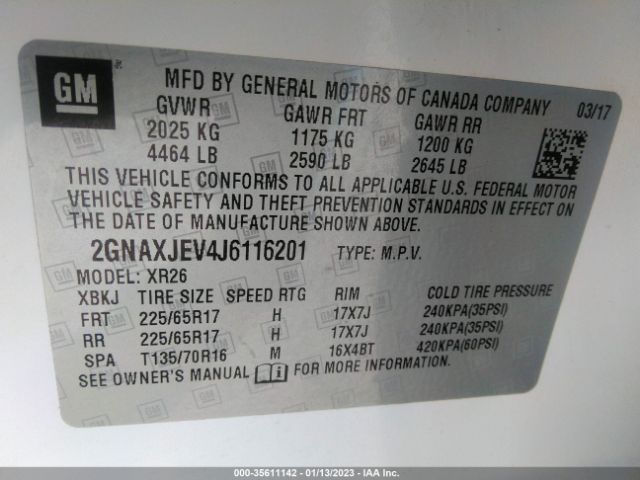 GM
MFD BY GENERAL MOTORS OF CANADA COMPANY 03/17
GVWR GAWR FRT GAWR RR
2025 KG 1175 KG 1200 KG
4464 LB 2590 LB 2645 LB
THIS VEHICLE CONFORMS TO ALL APPLICABLE U.S. FEDERAL MOTOR
VEHICLE SAFETY AND THEFT PREVENTION STANDARDS IN EFFECT ON
THE DATE OF MANUFACTURE SHOWN ABOVE.
2GNAXJEV4J6116201 TYPE: M.P.V.
MODEL: XR26
XBKJ TIRE SIZE SPEED RTG RIM COLD TIRE PRESSURE
FRT 225/65R17 H 17X7J 240KPA(35PSI)
RR 225/65R17 H 17X7J 240KPA(35PSI)
SPA T135/70R16 M 16X4BT 420KPA(60PSI)
SEE OWNER'S MANUAL FOR MORE INFORMATION.
000-35611142 - 01/13/2023 - IAA Inc.